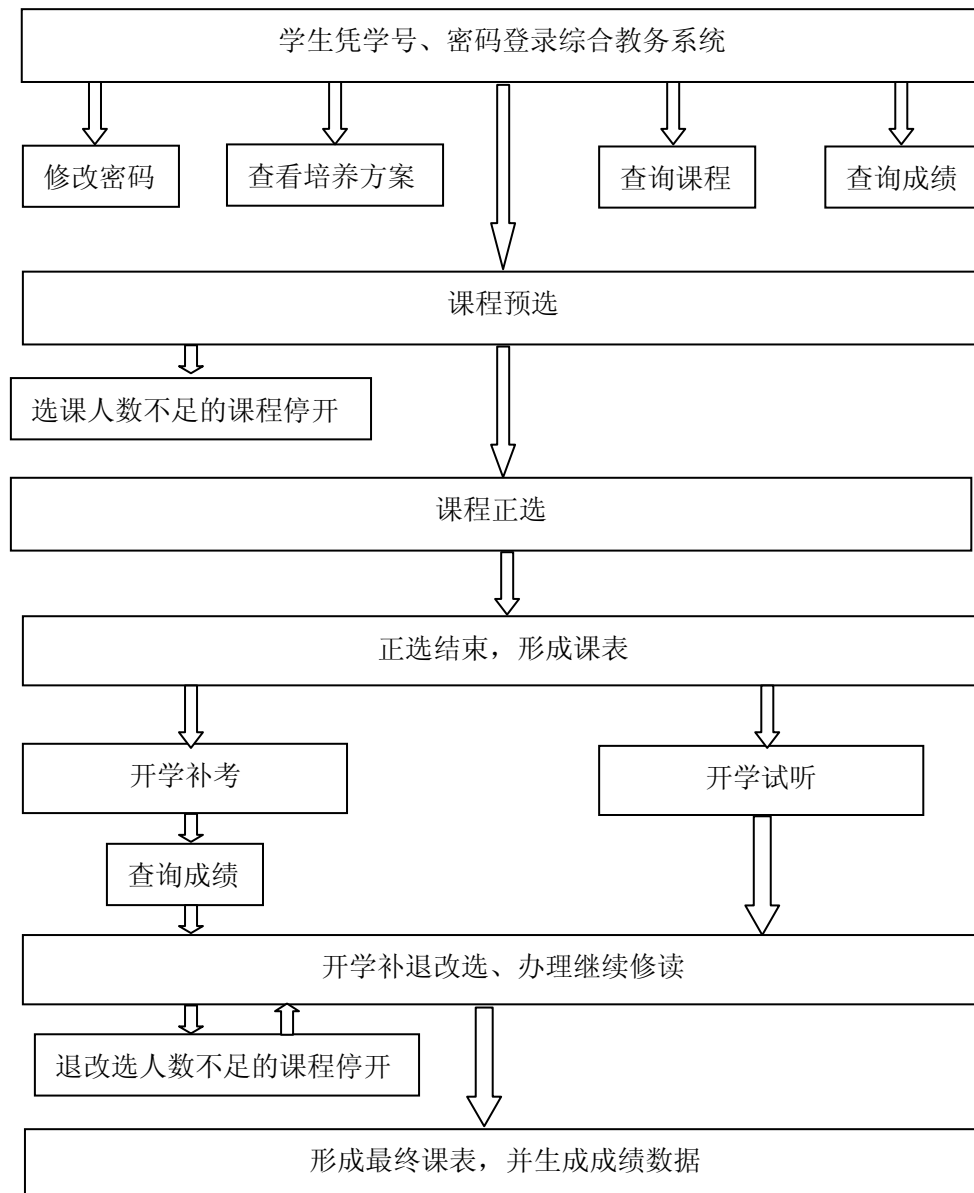 学生凭学号、密码登录综合教务系统
修改密码
查看培养方案
查询课程
查询成绩
课程预选
选课人数不足的课程停开
课程正选
正选结束，形成课表
开学补考
开学试听
查询成绩
开学补退改选、办理继续修读
退改选人数不足的课程停开
形成最终课表，并生成成绩数据